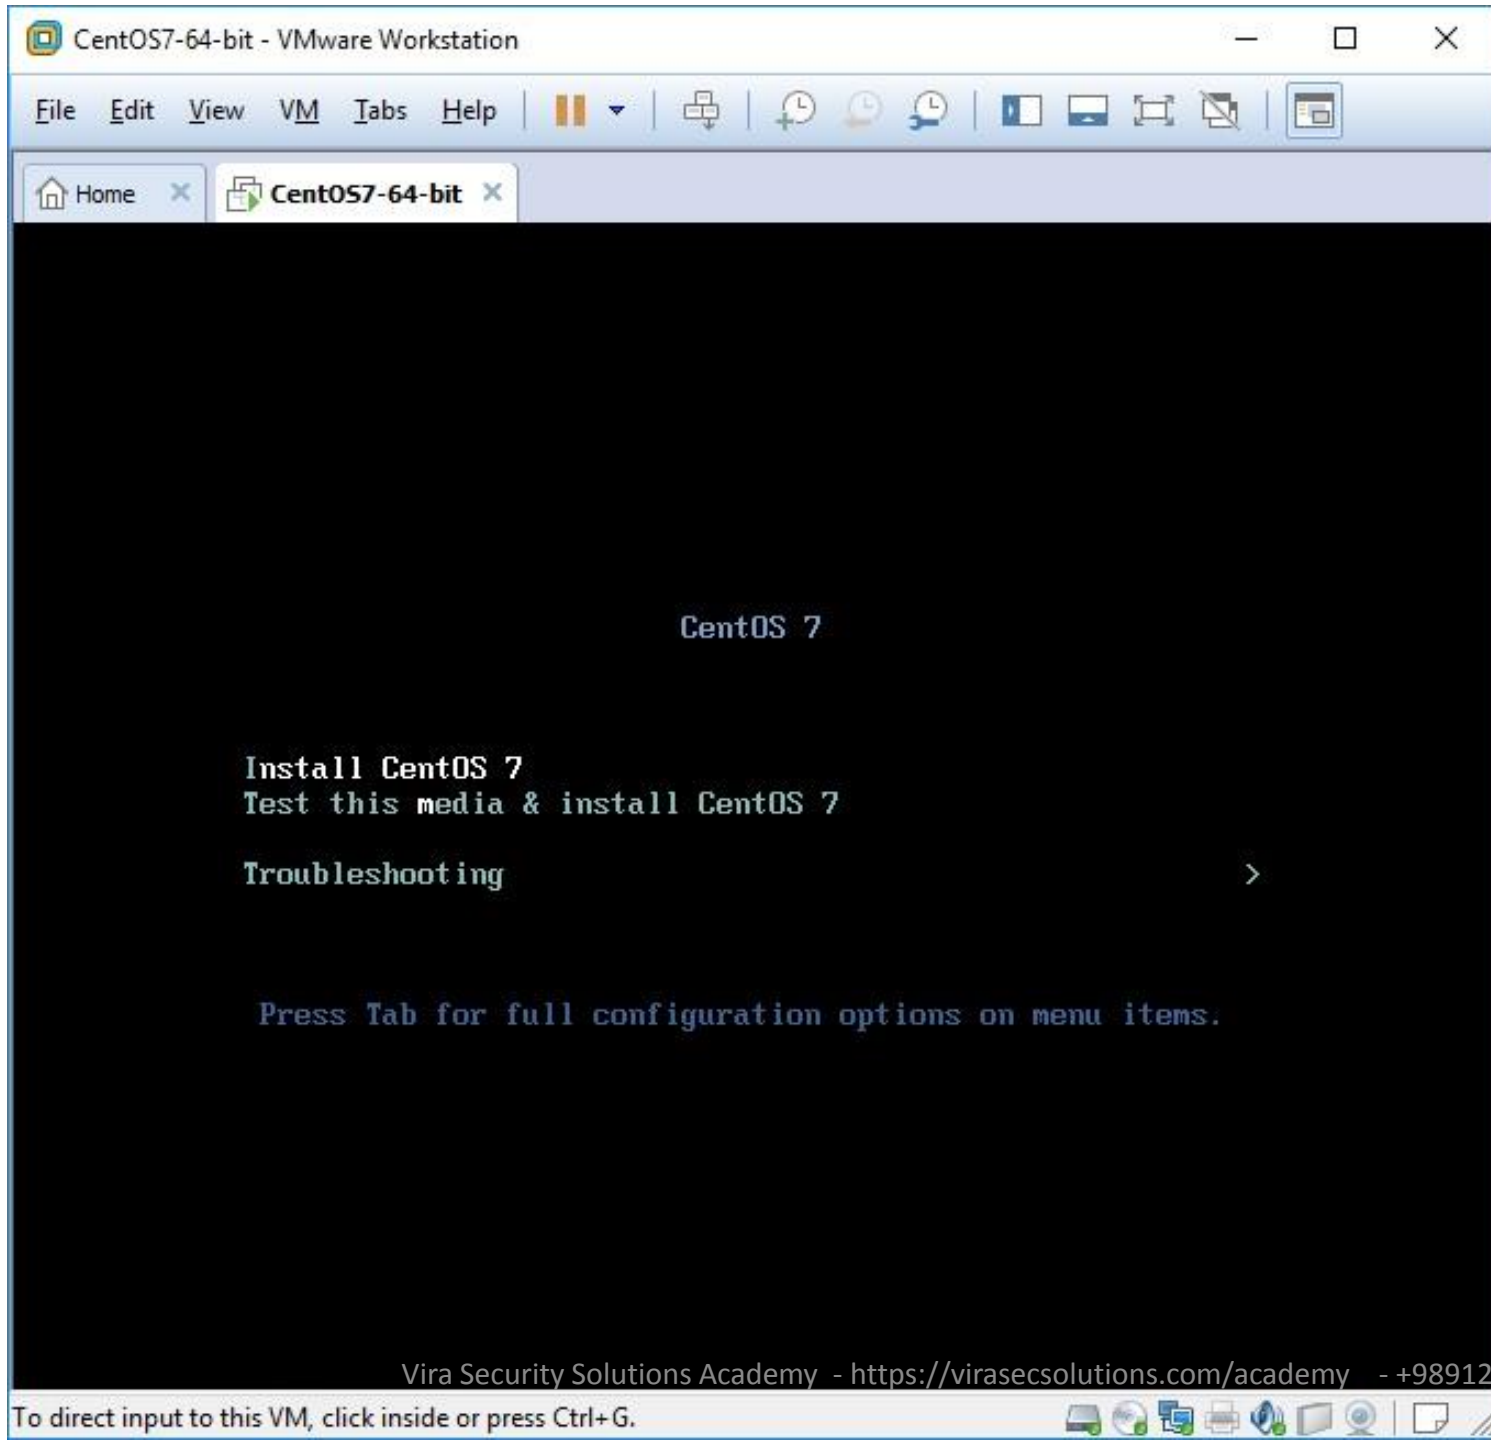 CentOS7-64-bit - VMware Workstation
File Edit View VM Tabs Help
Home CentOS7-64-bit
CentOS 7
Install CentOS 7
Test this media & install CentOS 7
Troubleshooting >
Press Tab for full configuration options on menu items.
Vira Security Solutions Academy - https://virasecsolutions.com/academy - +98912
To direct input to this VM, click inside or press Ctrl+G.